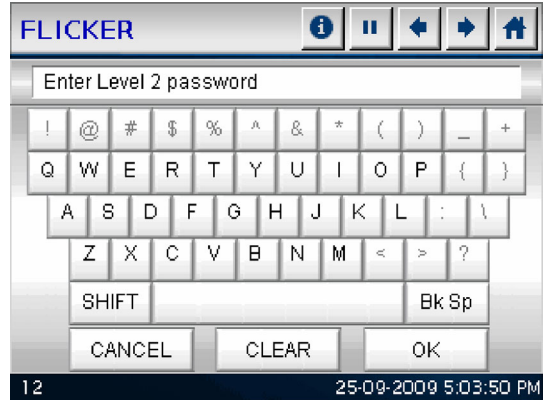 FLICKER
Enter Level 2 password
! @ # $ % ^ & * ( ) _ +
Q W E R T Y U I O P { }
A S D F G H J K L : \
Z X C V B N M < > ?
SHIFT Bk Sp
CANCEL CLEAR OK
12 25-09-2009 5:03:50 PM